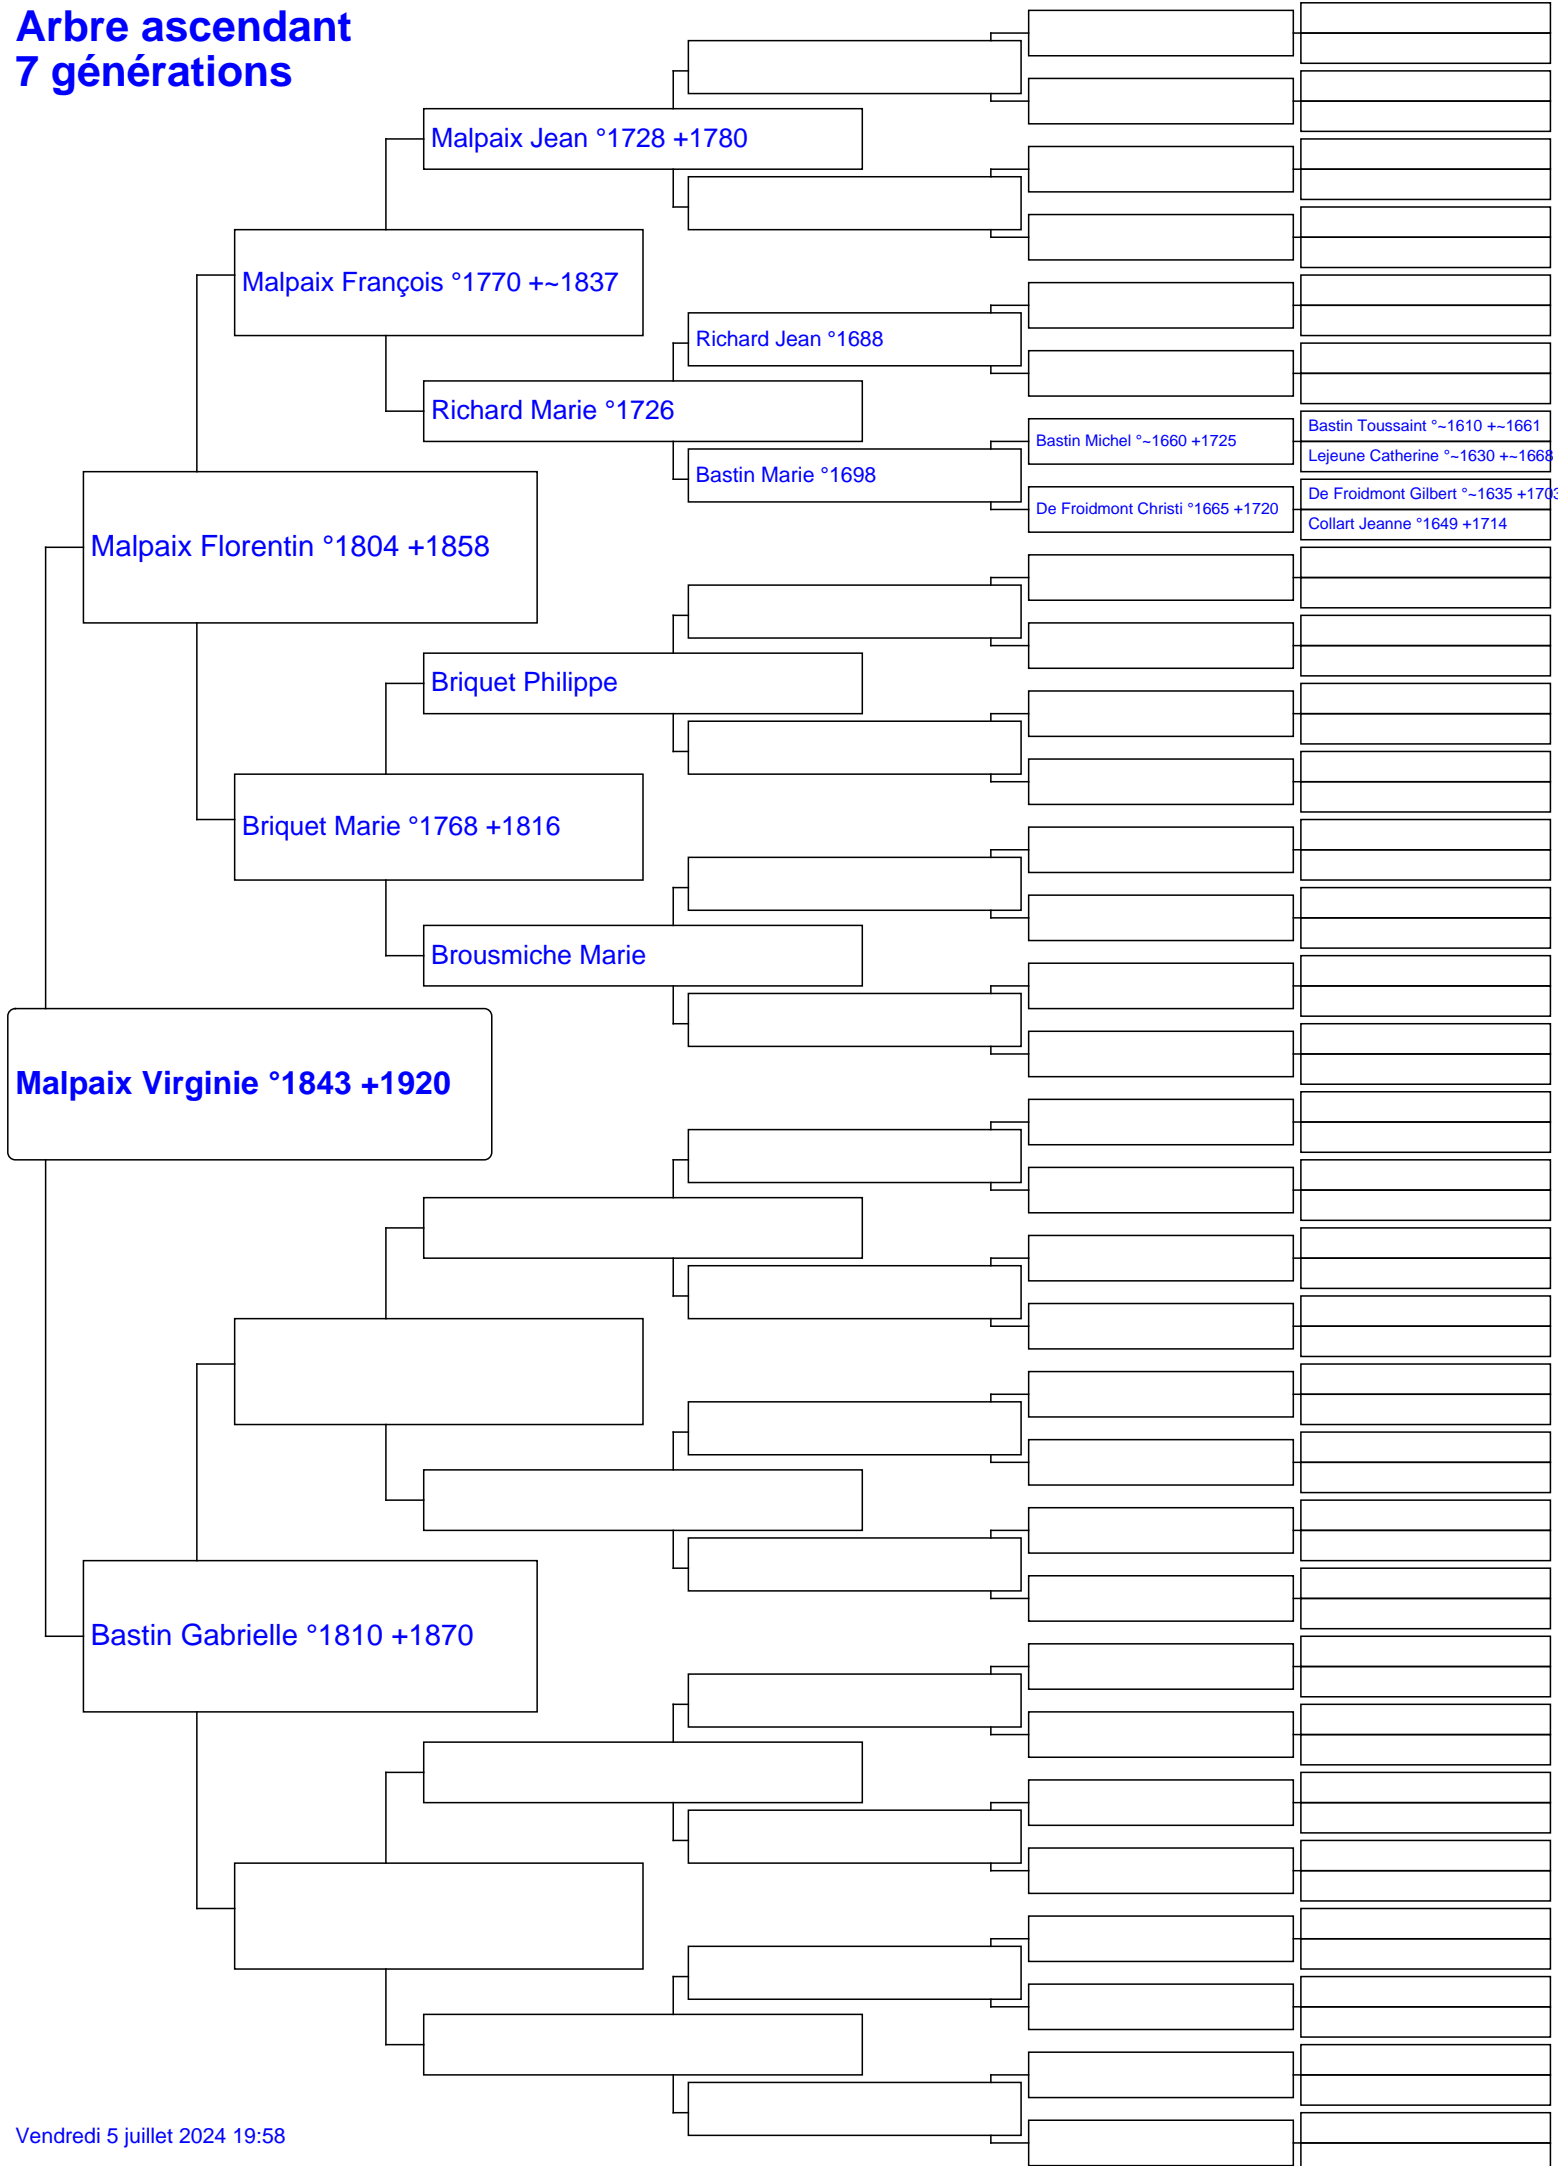 Arbre ascendant
7 générations
Malpaix Jean °1728 +1780
Malpaix François °1770 +~1837
Richard Jean °1688
Richard Marie °1726
Bastin Michel °~1660 +1725
Bastin Toussaint °~1610 +~1661
Lejeune Catherine °~1630 +~1668
Bastin Marie °1698
De Froidmont Christi °1665 +1720
De Froidmont Gilbert °~1635 +1703
Collart Jeanne °1649 +1714
Malpaix Florentin °1804 +1858
Briquet Philippe
Briquet Marie °1768 +1816
Brousmiche Marie
Malpaix Virginie °1843 +1920
Bastin Gabrielle °1810 +1870
Vendredi 5 juillet 2024 19:58